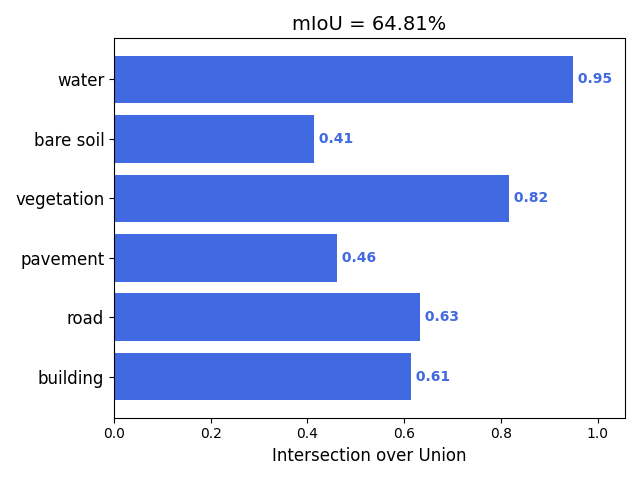 mIoU = 64.81%
water 0.95
bare soil 0.41
vegetation 0.82
pavement 0.46
road 0.63
building 0.61
0.0 0.2 0.4 0.6 0.8 1.0
Intersection over Union